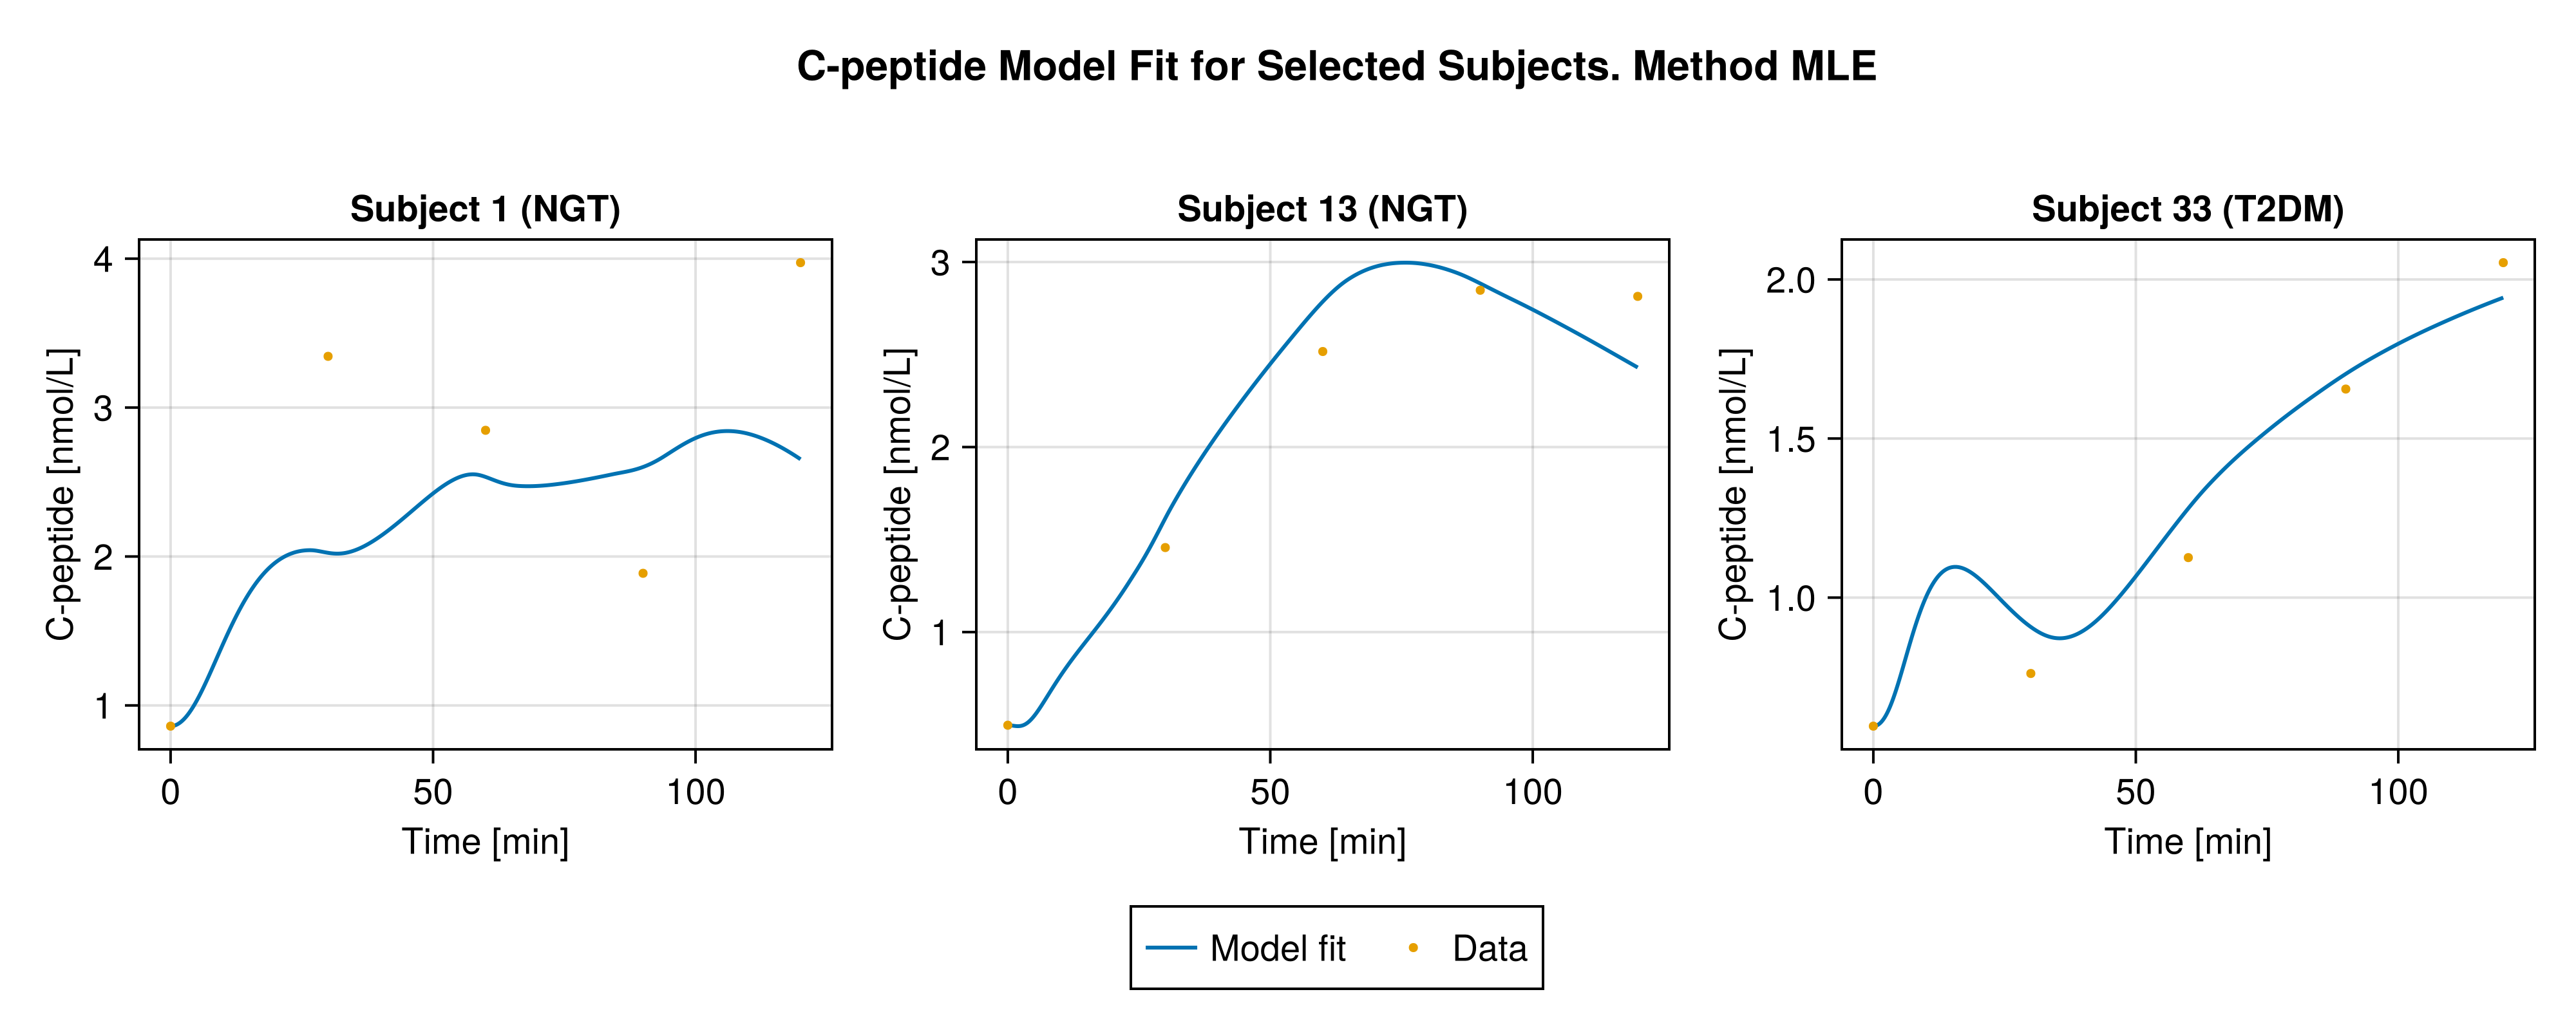 C-peptide Model Fit for Selected Subjects. Method MLE
Subject 1 (NGT)
4
3
2
1
C-peptide [nmol/L]
0
50
100
Time [min]
Subject 13 (NGT)
3
2
1
C-peptide [nmol/L]
0
50
100
Time [min]
Subject 33 (T2DM)
2.0
1.5
1.0
C-peptide [nmol/L]
0
50
100
Time [min]
Model fit
Data